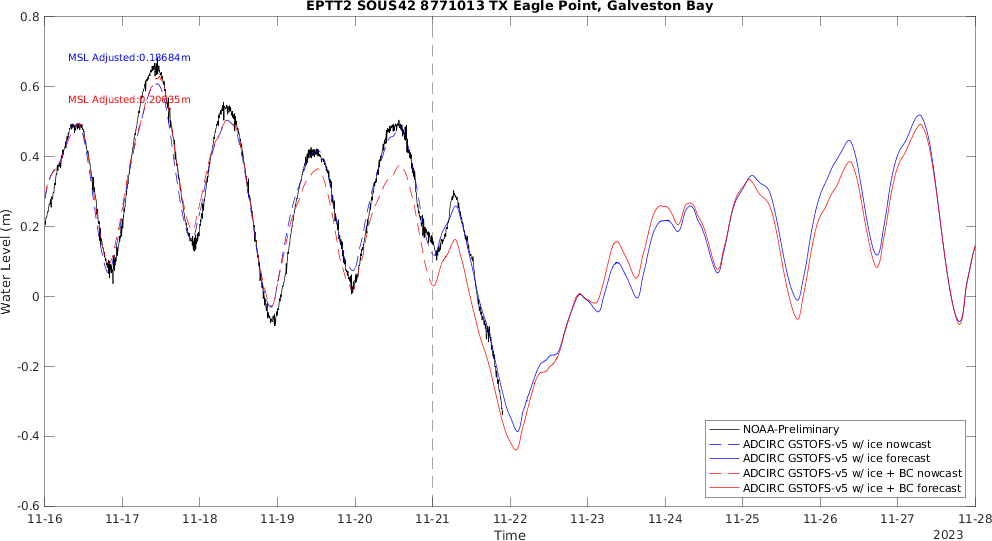 EPTT2 SOUS42 8771013 TX Eagle Point, Galveston Bay
MSL Adjusted:0.18684m
MSL Adjusted:0.20635m
Water Level (m)
0.8
0.6
0.4
0.2
0
-0.2
-0.4
-0.6
11-16 11-17 11-18 11-19 11-20 11-21 11-22 11-23 11-24 11-25 11-26 11-27 11-28
Time
2023
NOAA-Preliminary
ADCIRC GSTOFS-v5 w/ ice nowcast
ADCIRC GSTOFS-v5 w/ ice forecast
ADCIRC GSTOFS-v5 w/ ice + BC nowcast
ADCIRC GSTOFS-v5 w/ ice + BC forecast